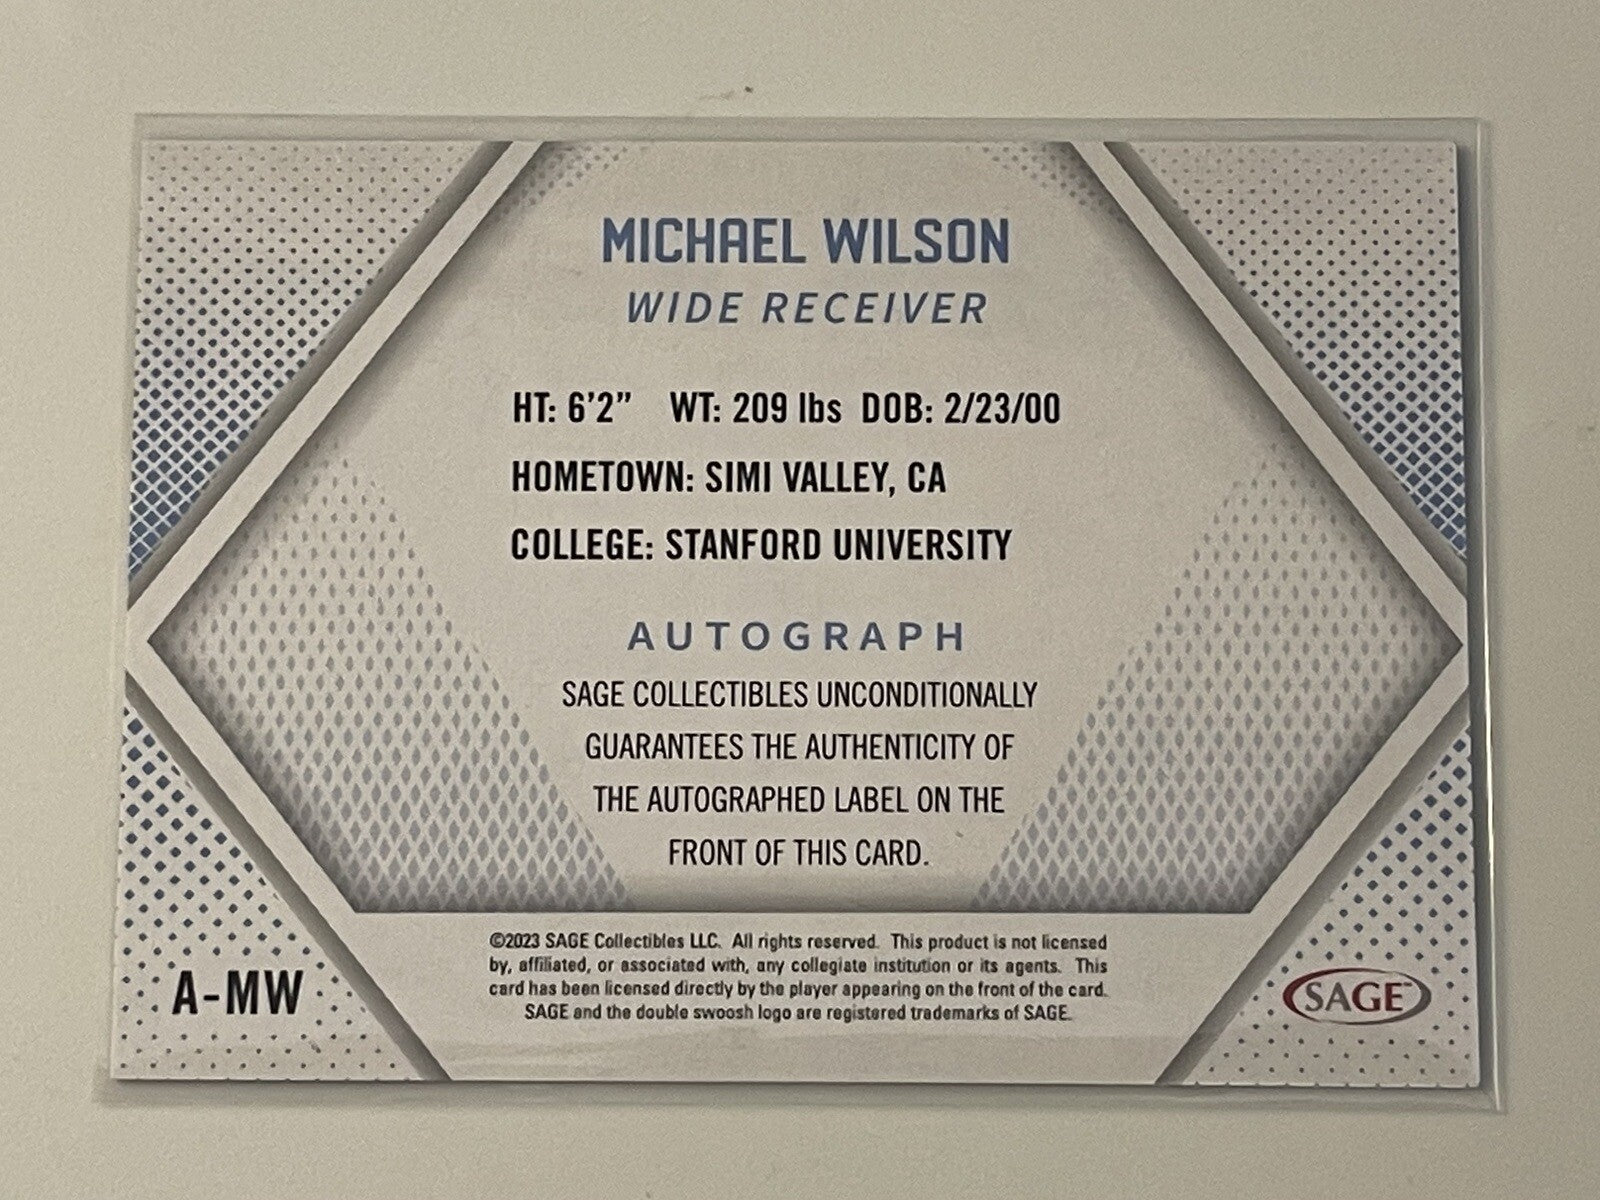 MICHAEL WILSON
WIDE RECEIVER
HT: 6'2" WT: 209 lbs DOB: 2/23/00
HOMETOWN: SIMI VALLEY, CA
COLLEGE: STANFORD UNIVERSITY
AUTOGRAPH
SAGE COLLECTIBLES UNCONDITIONALLY
GUARANTEES THE AUTHENTICITY OF
THE AUTOGRAPHED LABEL ON THE
FRONT OF THIS CARD.
©2023 SAGE Collectibles LLC. All rights reserved. This product is not licensed
by, affiliated, or associated with, any collegiate institution or its agents. This
card has been licensed directly by the player appearing on the front of the card.
SAGE and the double swoosh logo are registered trademarks of SAGE.
A-MW
SAGE™